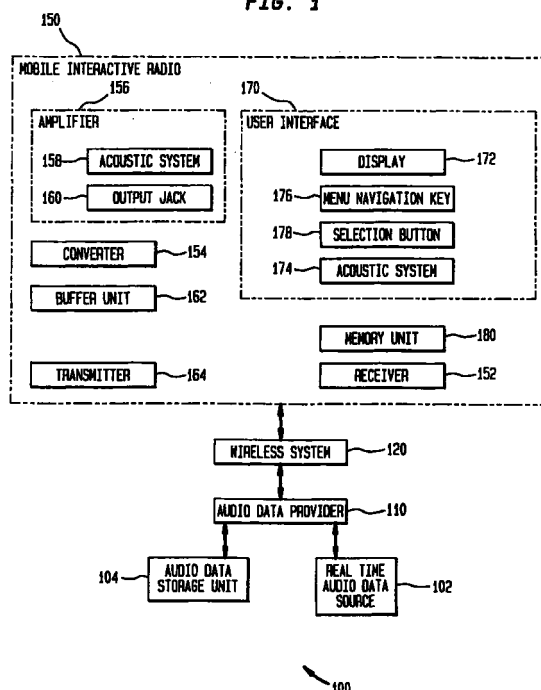 FIG. 1
150
MOBILE INTERACTIVE RADIO
156
170
AMPLIFIER
USER INTERFACE
158
ACOUSTIC SYSTEM
DISPLAY
172
160
OUTPUT JACK
176
MENU NAVIGATION KEY
178
SELECTION BUTTON
CONVERTER
154
174
ACOUSTIC SYSTEM
BUFFER UNIT
162
MEMORY UNIT
180
TRANSMITTER
164
RECEIVER
152
WIRELESS SYSTEM
120
AUDIO DATA PROVIDER
110
104
AUDIO DATA
STORAGE UNIT
REAL TIME
AUDIO DATA
SOURCE
102
100